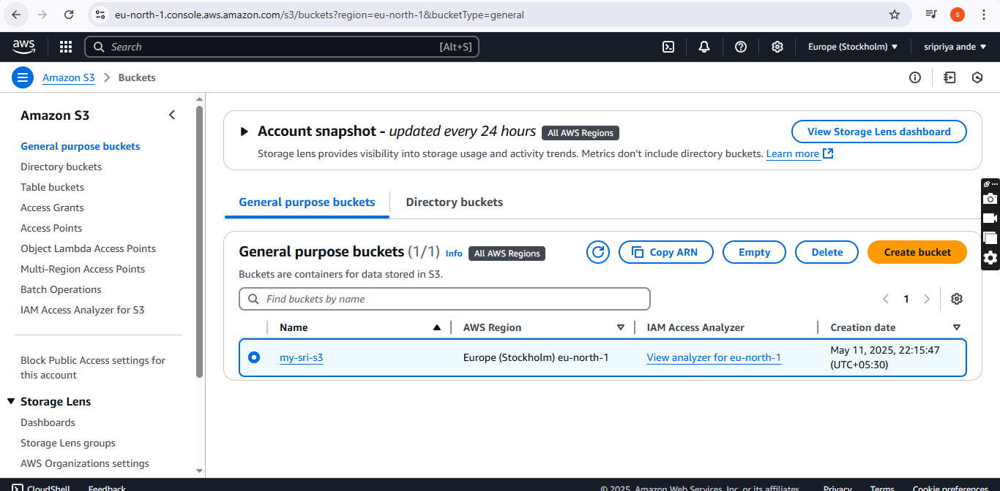 eu-north-1.console.aws.amazon.com/s3/buckets?region=eu-north-1&bucketType=general
s
aws
Search
[Alt+S]
Europe (Stockholm)
sripriya ande
Amazon S3
Buckets
Amazon S3
General purpose buckets
Directory buckets
Table buckets
Access Grants
Access Points
Object Lambda Access Points
Multi-Region Access Points
Batch Operations
IAM Access Analyzer for S3
Block Public Access settings for
this account
Storage Lens
Dashboards
Storage Lens groups
AWS Organizations settings
Account snapshot - updated every 24 hours All AWS Regions
View Storage Lens dashboard
Storage lens provides visibility into storage usage and activity trends. Metrics don't include directory buckets. Learn more
General purpose buckets
Directory buckets
General purpose buckets (1/1) Info All AWS Regions
Copy ARN
Empty
Delete
Create bucket
Buckets are containers for data stored in S3.
Find buckets by name
1
Name
AWS Region
IAM Access Analyzer
Creation date
my-sri-s3
Europe (Stockholm) eu-north-1
View analyzer for eu-north-1
May 11, 2025, 22:15:47
(UTC+05:30)
CloudShell
Feedback
© 2025, Amazon Web Services, Inc. or its affiliates.
Privacy
Terms
Cookie preferences